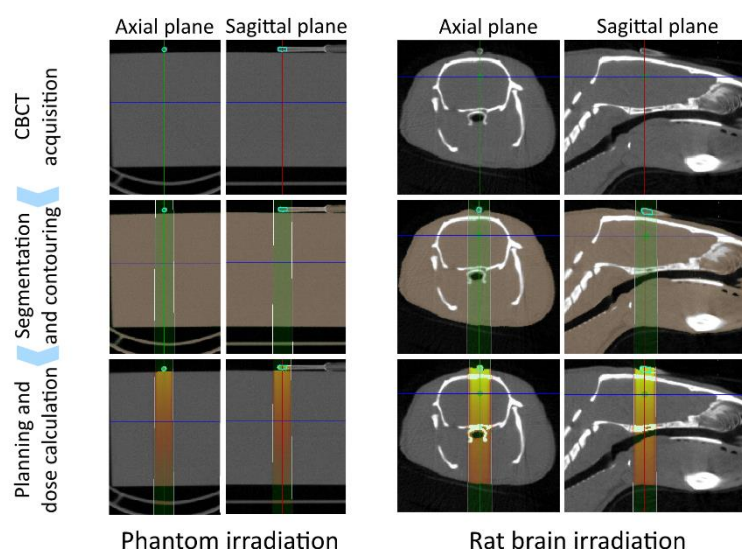 Axial plane Sagittal plane Axial plane Sagittal plane
CBCT
acquisition
Segmentation
and contouring
Planning and
dose calculation
Phantom irradiation Rat brain irradiation